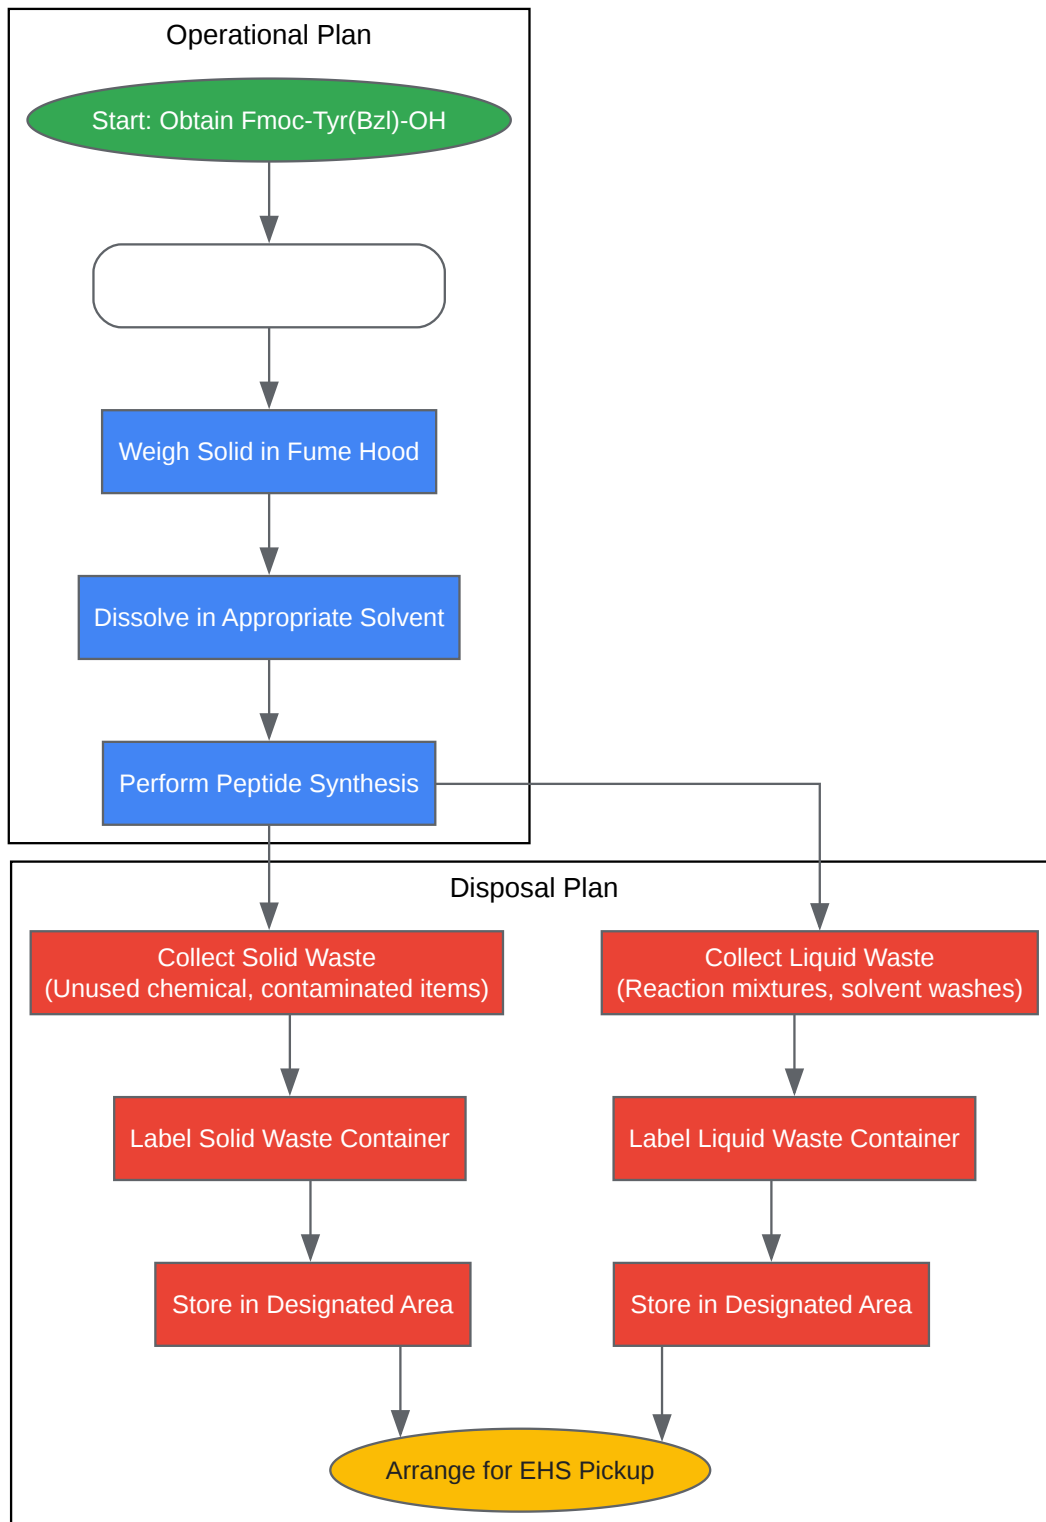 Operational Plan
Start: Obtain Fmoc-Tyr(Bzl)-OH
Weigh Solid in Fume Hood
Dissolve in Appropriate Solvent
Perform Peptide Synthesis
Disposal Plan
Collect Solid Waste
(Unused chemical, contaminated items)
Collect Liquid Waste
(Reaction mixtures, solvent washes)
Label Solid Waste Container
Label Liquid Waste Container
Store in Designated Area
Store in Designated Area
Arrange for EHS Pickup